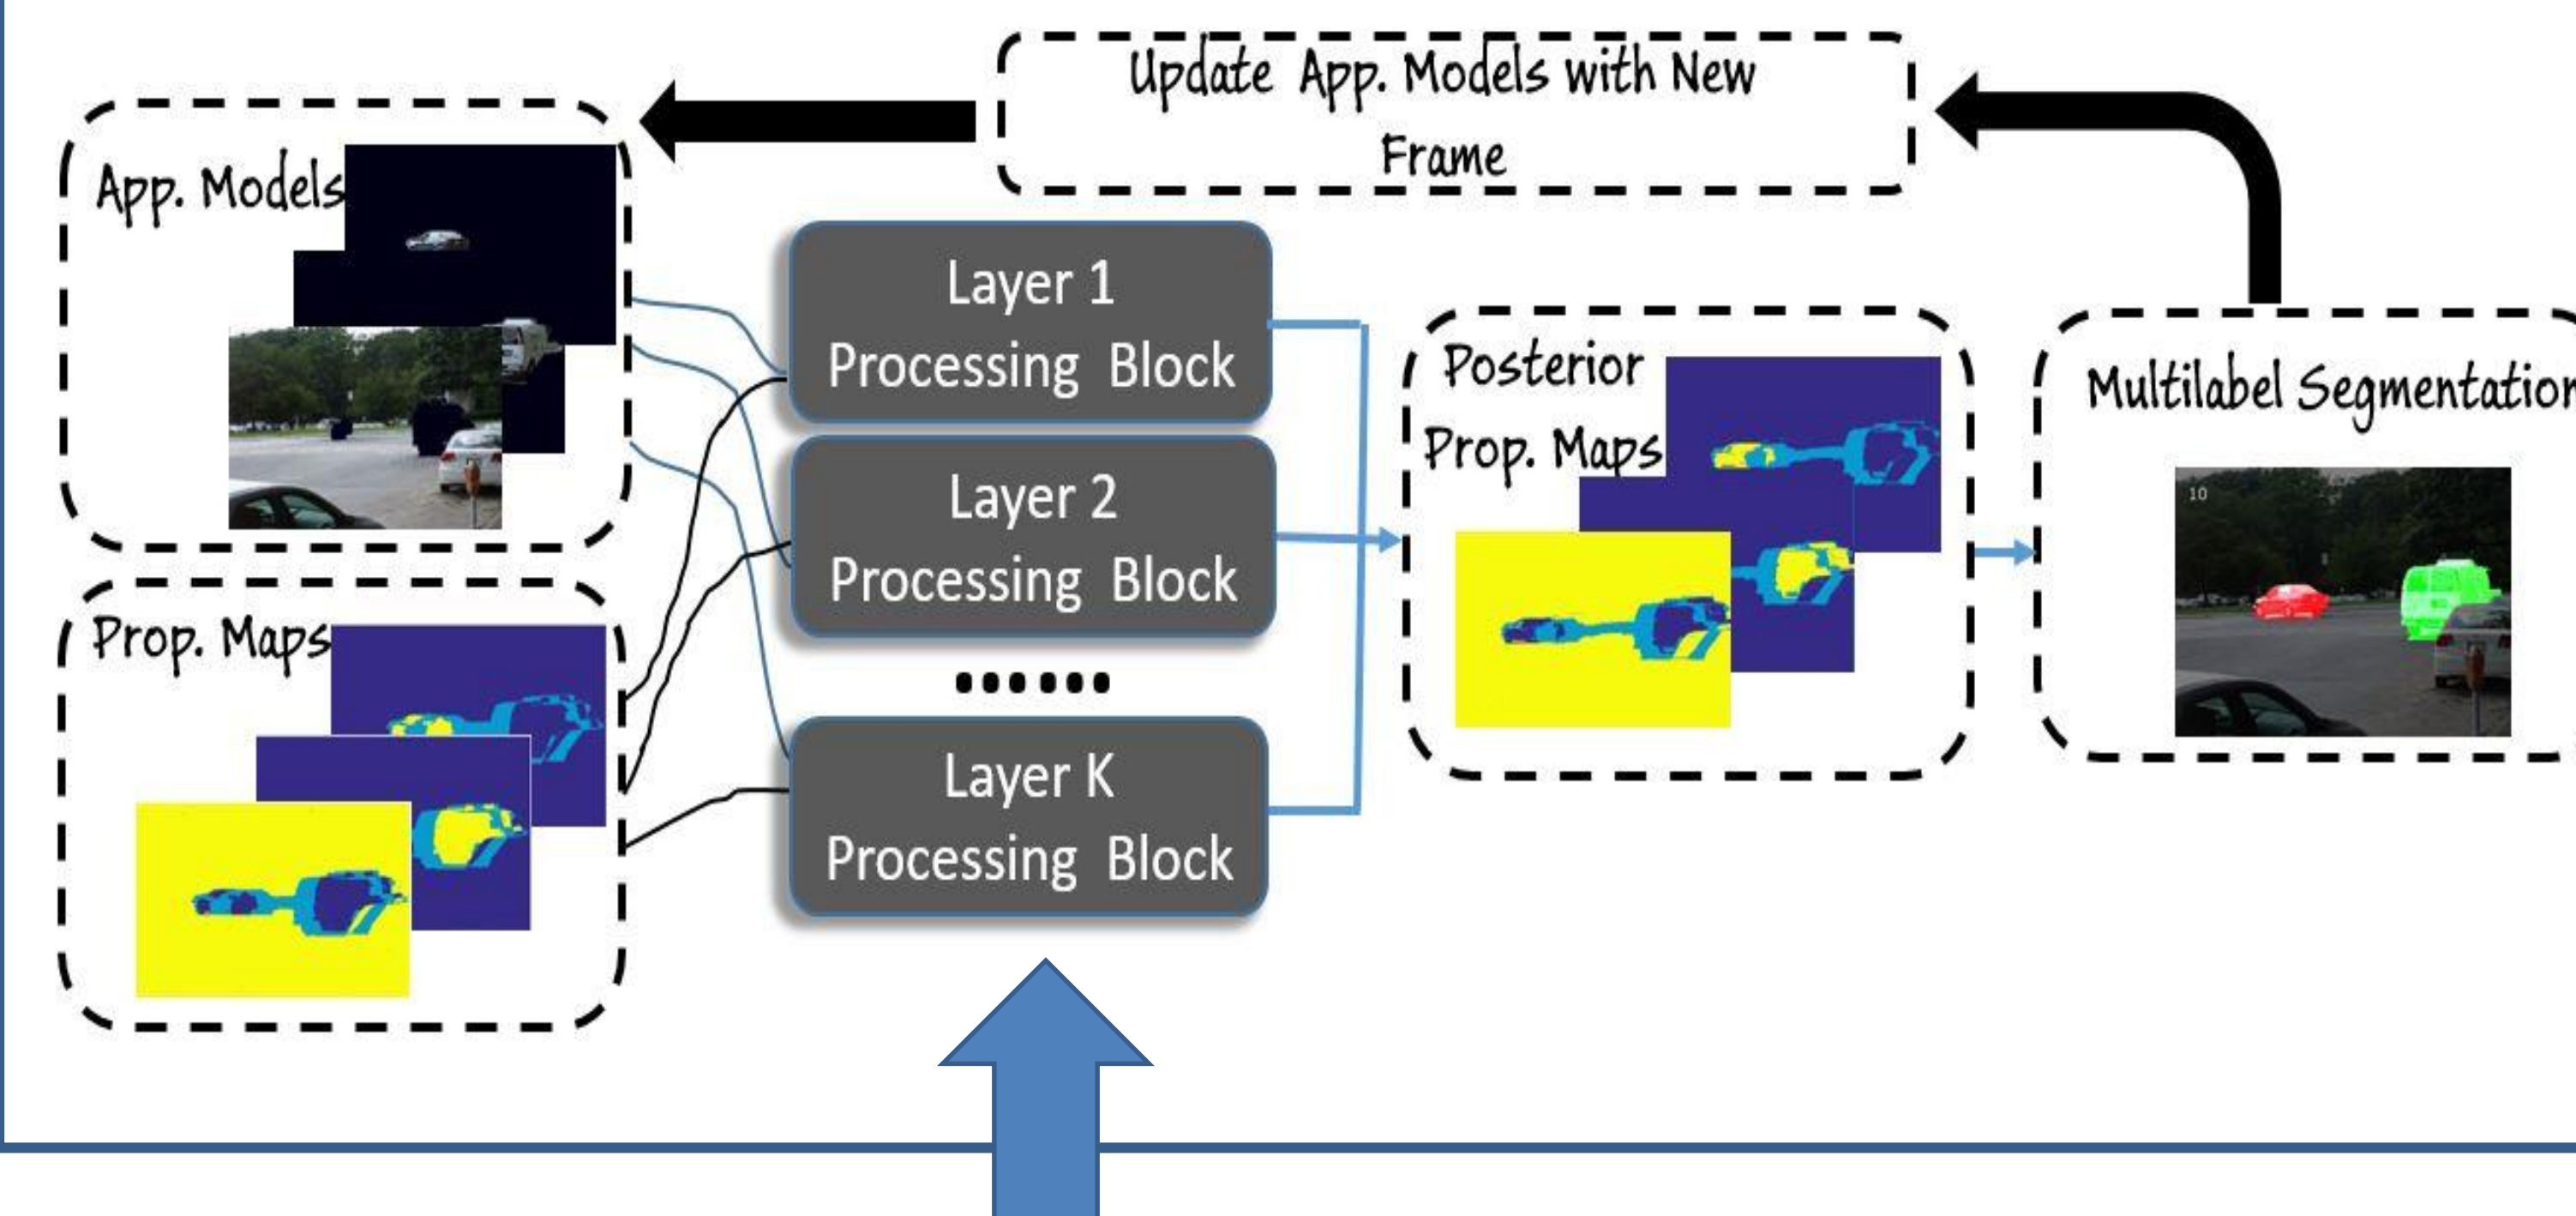 Update App. Models with New
Frame
App. Models
Layer 1
Processing Block
Layer 2
Processing Block
......
Layer K
Processing Block
Prop. Maps
Posterior
Prop. Maps
Multilabel Segmentation
10